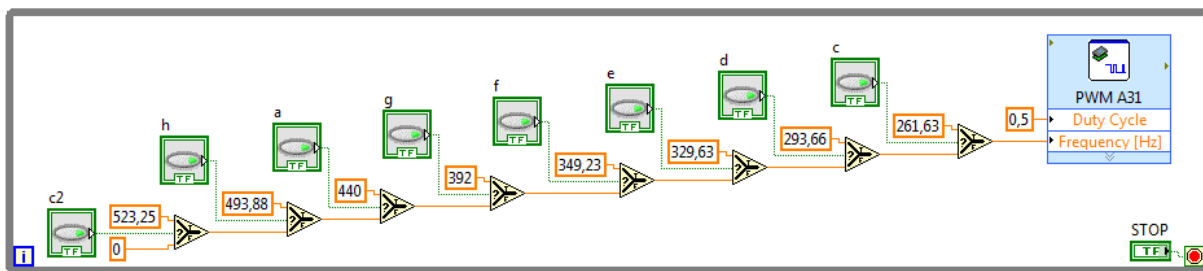 c
d
e
f
g
a
h
c2
TF
TF
TF
TF
TF
TF
TF
TF
261,63
293,66
329,63
349,23
392
440
493,88
523,25
0
0,5
PWM A31
Duty Cycle
Frequency [Hz]
STOP
TF
i